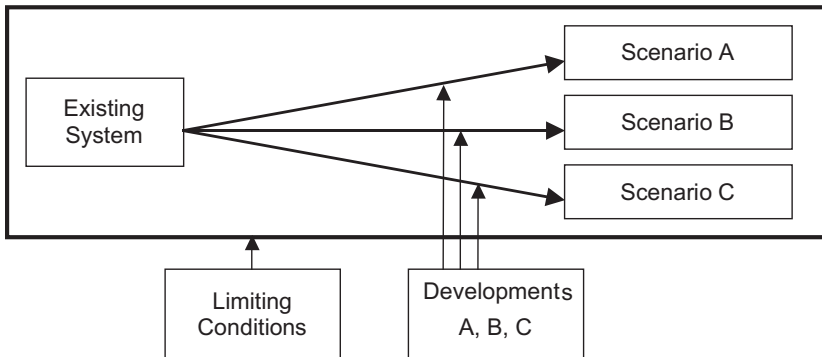 Existing
System
Scenario A
Scenario B
Scenario C
Limiting
Conditions
Developments
A, B, C